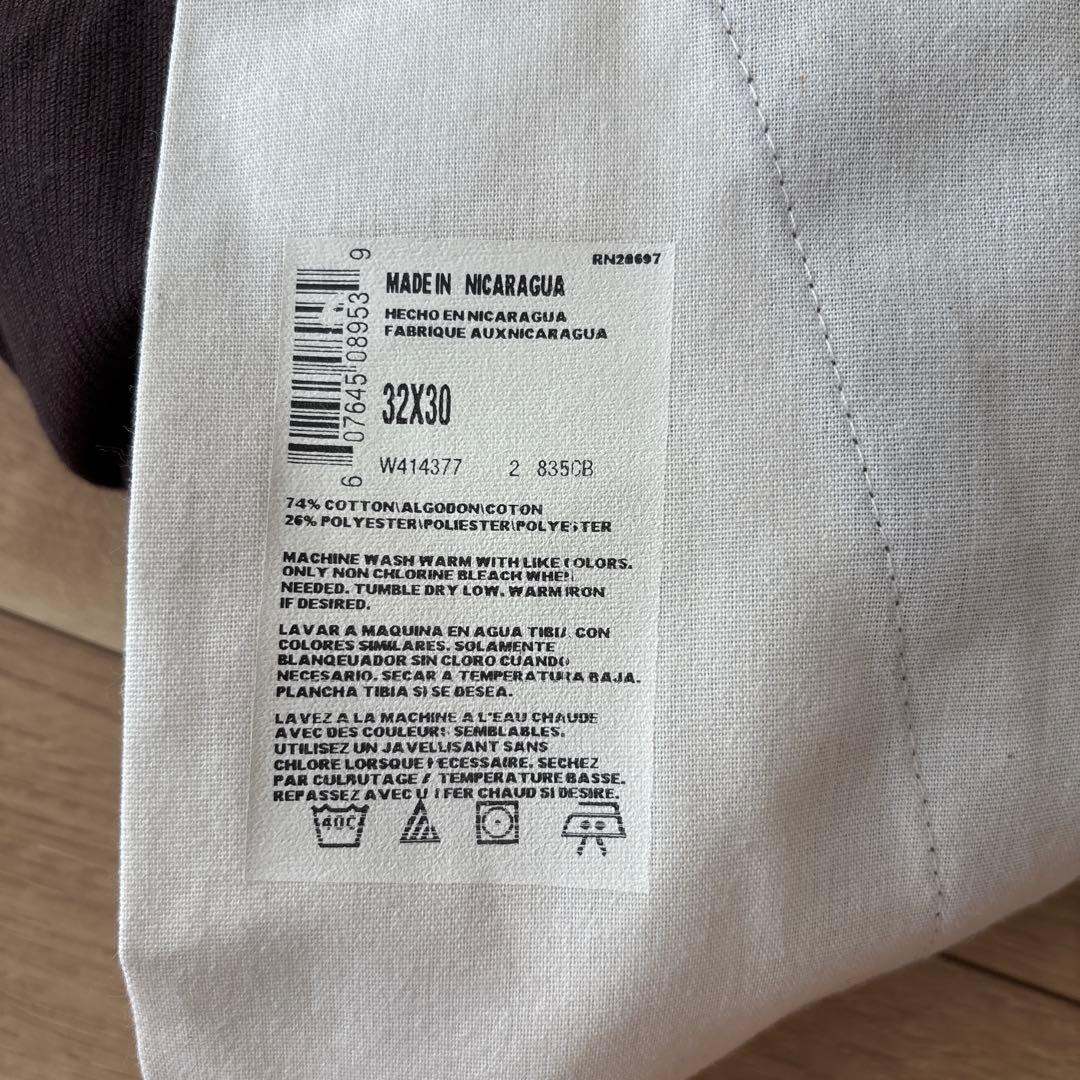 RN20697
MADE IN NICARAGUA
HECHO EN NICARAGUA
FABRIQUE AUXNICARAGUA
6 07645 08953 9
32X30
W414377 2 835CB
74% COTTON\ALGODON\COTON
26% POLYESTER\POLIESTER\POLYESTER
MACHINE WASH WARM WITH LIKE COLORS.
ONLY NON CHLORINE BLEACH WHEN
NEEDED. TUMBLE DRY LOW. WARM IRON
IF DESIRED.
LAVAR A MAQUINA EN AGUA TIBIA CON
COLORES SIMILARES. SOLAMENTE
BLANQEUADOR SIN CLORO CUANDO
NECESARIO. SECAR A TEMPERATURA BAJA.
PLANCHA TIBIA SI SE DESEA.
LAVEZ A LA MACHINE A L'EAU CHAUDE
AVEC DES COULEURS SEMBLABLES.
UTILISEZ UN JAVELLISANT SANS
CHLORE LORSQUE NECESSAIRE. SECHEZ
PAR CULBUTAGE A TEMPERATURE BASSE.
REPASSEZ AVEC UN FER CHAUD SI DESIRE.
40C